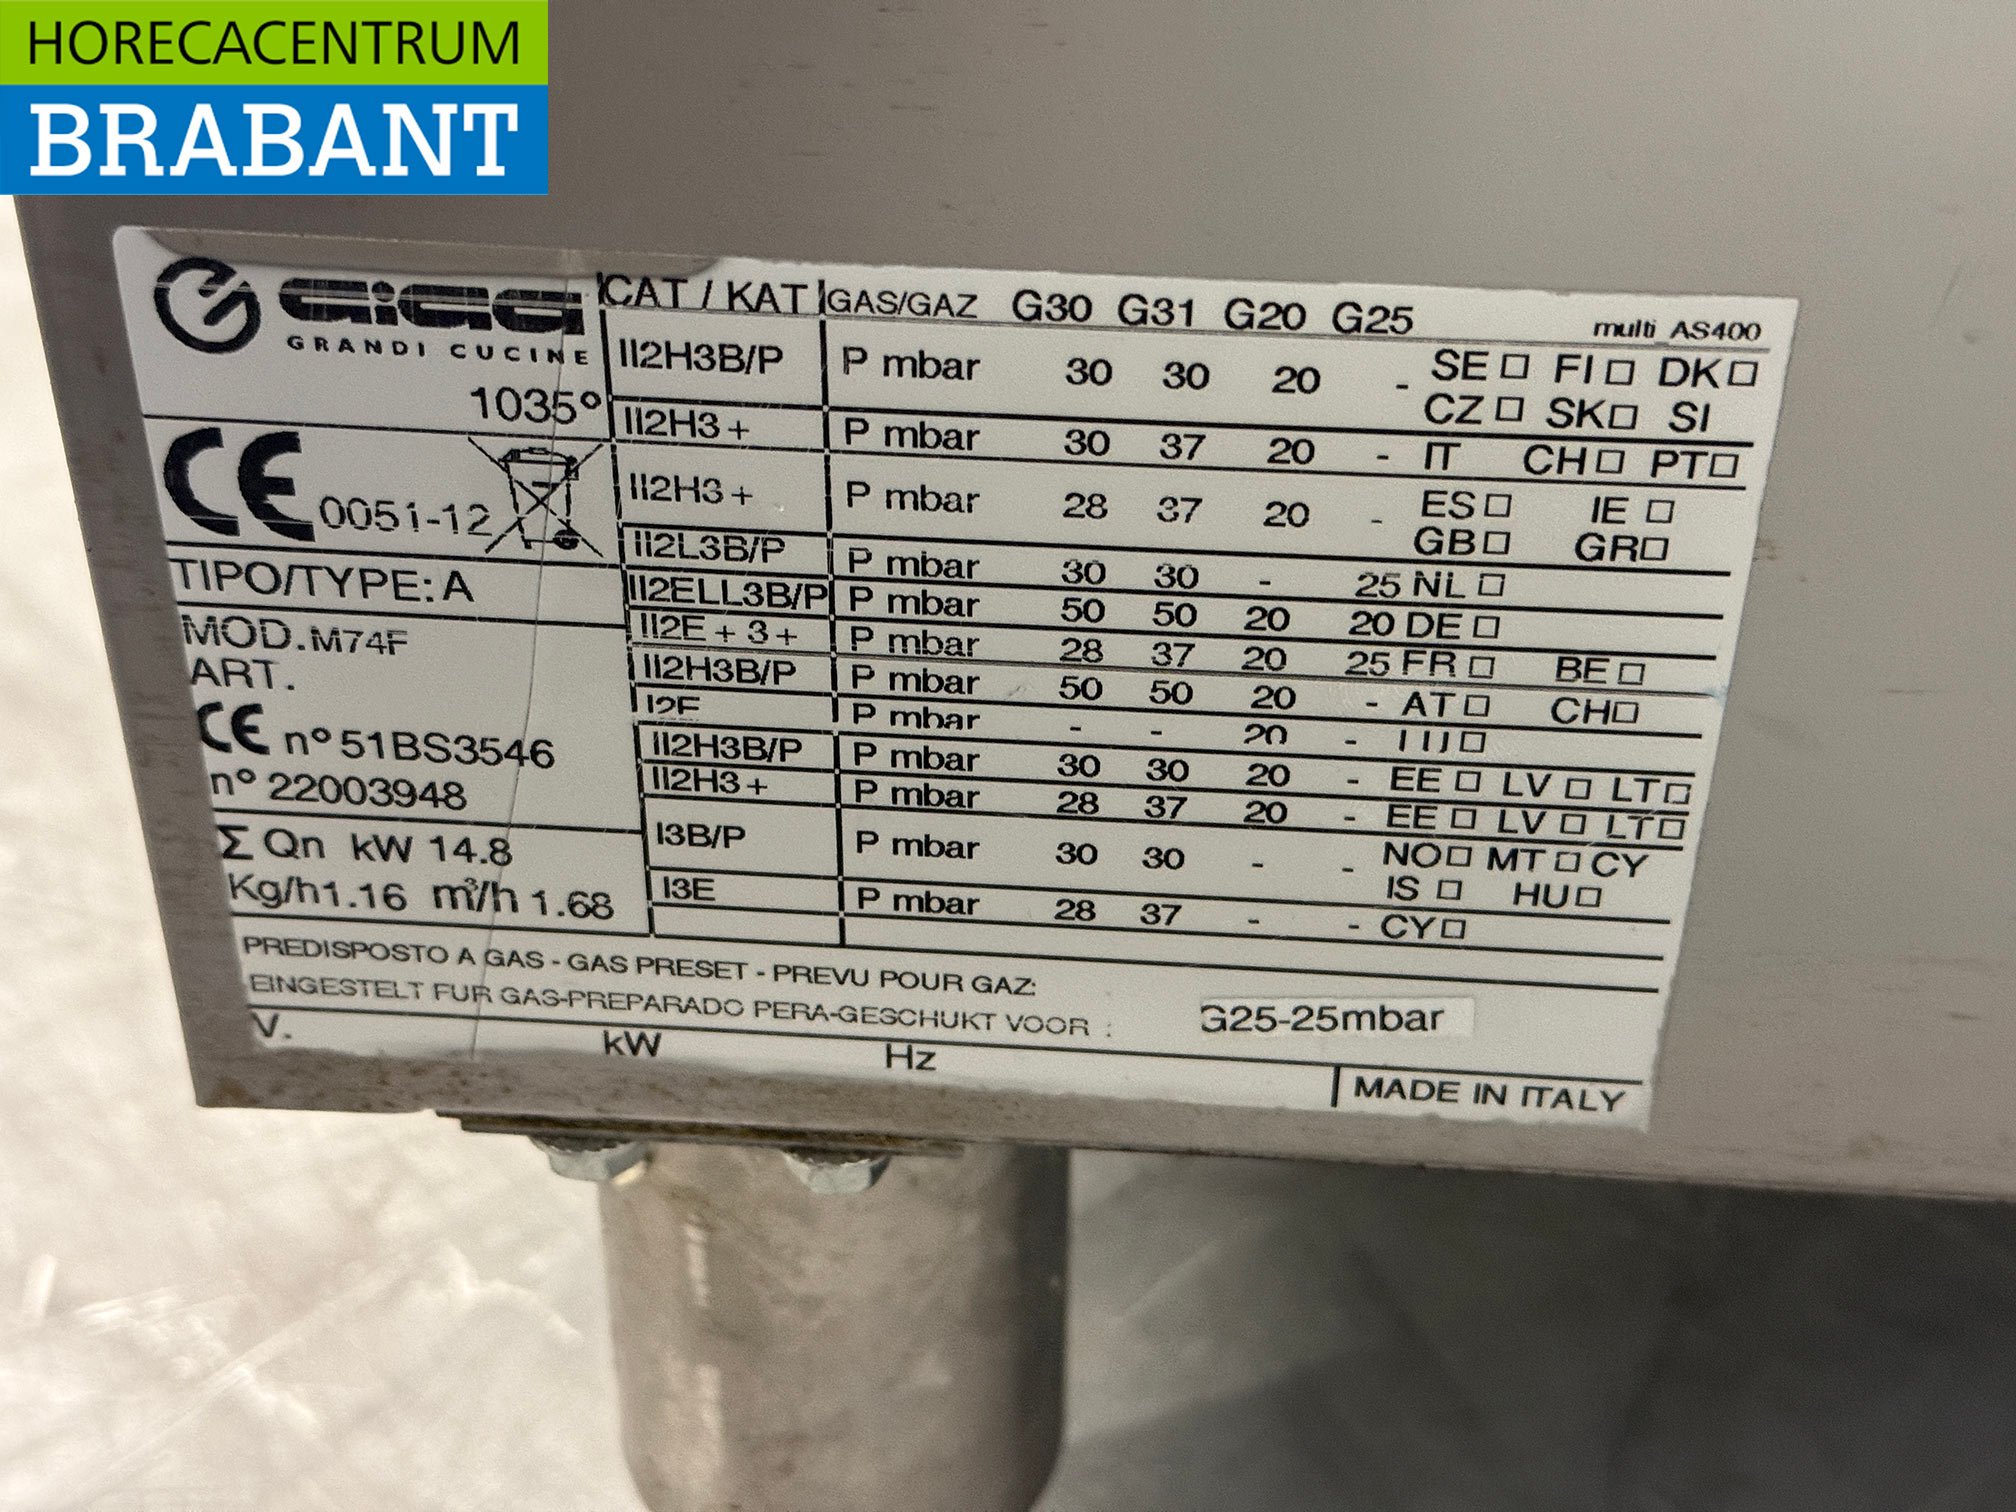 HORECACENTRUM
BRABANT
GiGa
GRANDI CUCINE
1035°
CE 0051-12
TIPO/TYPE: A
MOD. M74F
ART.
CE n° 51BS3546
n° 22003948
Σ Qn kW 14.8
Kg/h 1.16 m³/h 1.68
CAT / KAT GAS/GAZ G30 G31 G20 G25 multi_AS400
II2H3B/P P mbar 30 30 20 - SE □ FI □ DK □
CZ □ SK □ SI
II2H3+ P mbar 30 37 20 - IT CH □ PT □
II2H3+ P mbar 28 37 20 - ES □ IE □
GB □ GR □
II2L3B/P P mbar 30 30 - 25 NL □
II2ELL3B/P P mbar 50 50 20 20 DE □
II2E+3+ P mbar 28 37 20 25 FR □ BE □
II2H3B/P P mbar 50 50 20 - AT □ CH □
P mbar - - 20 - □
II2H3B/P P mbar 30 30 20 - EE □ LV □ LT □
II2H3+ P mbar 28 37 20 - EE □ LV □ LT □
I3B/P P mbar 30 30 - - NO □ MT □ CY
IS □ HU □
I3E P mbar 28 37 - - CY □
PREDISPOSTO A GAS - GAS PRESET - PREVU POUR GAZ:
EINGESTELT FUR GAS-PREPARADO PERA-GESCHUKT VOOR : G25-25mbar
V. kW Hz
MADE IN ITALY